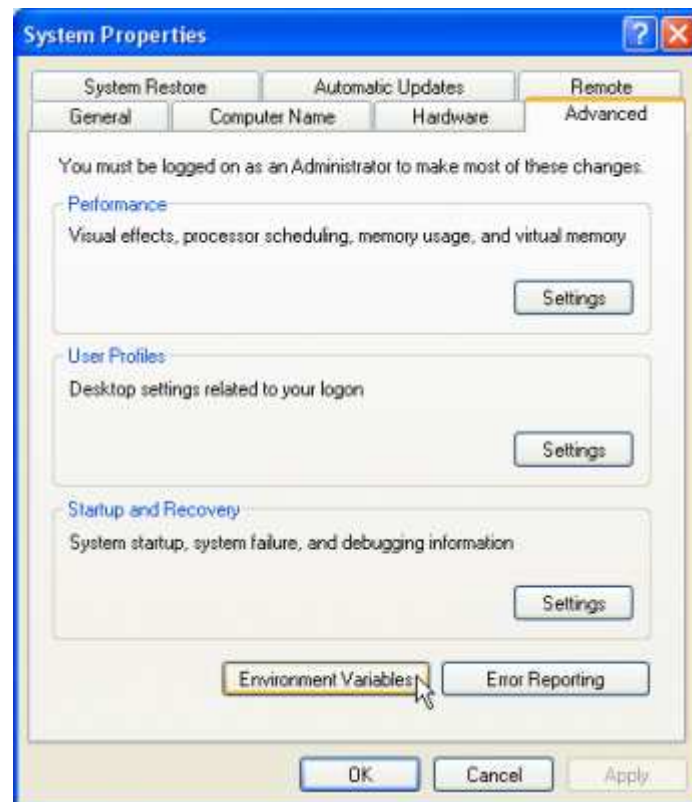 System Properties
System Restore Automatic Updates Remote
General Computer Name Hardware Advanced
You must be logged on as an Administrator to make most of these changes.
Performance
Visual effects, processor scheduling, memory usage, and virtual memory
Settings
User Profiles
Desktop settings related to your logon
Settings
Startup and Recovery
System startup, system failure, and debugging information
Settings
Environment Variables Error Reporting
OK Cancel Apply